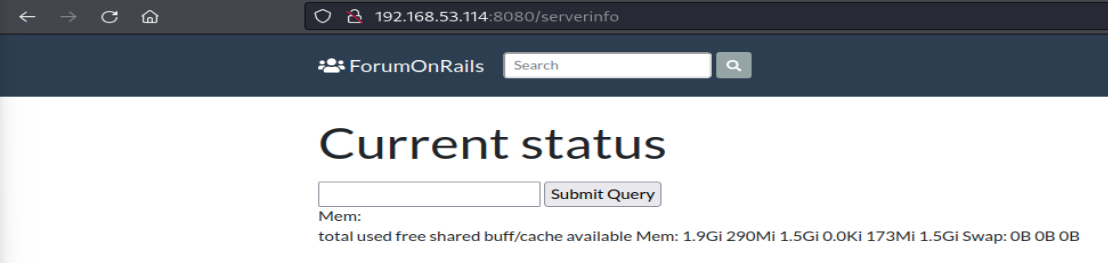 192.168.53.114:8080/serverinfo
ForumOnRails Search
Current status
Submit Query
Mem:
total used free shared buff/cache available Mem: 1.9Gi 290Mi 1.5Gi 0.0Ki 173Mi 1.5Gi Swap: 0B 0B 0B